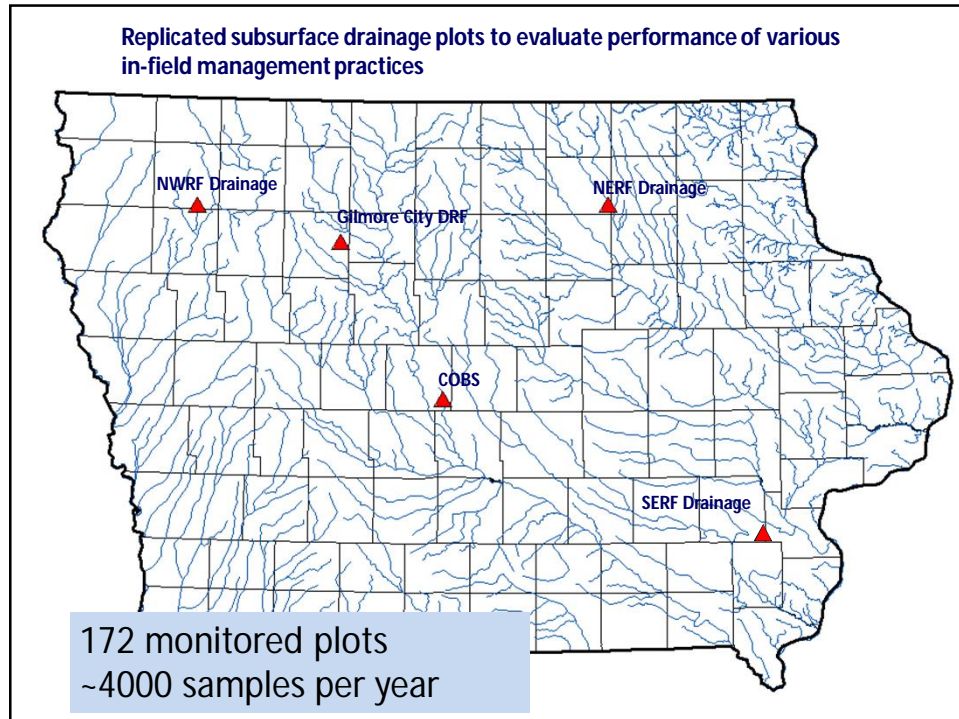 Replicated subsurface drainage plots to evaluate performance of various
in-field management practices
NWRF Drainage
NERF Drainage
Gilmore City DRF
COBS
SERF Drainage
172 monitored plots
~4000 samples per year